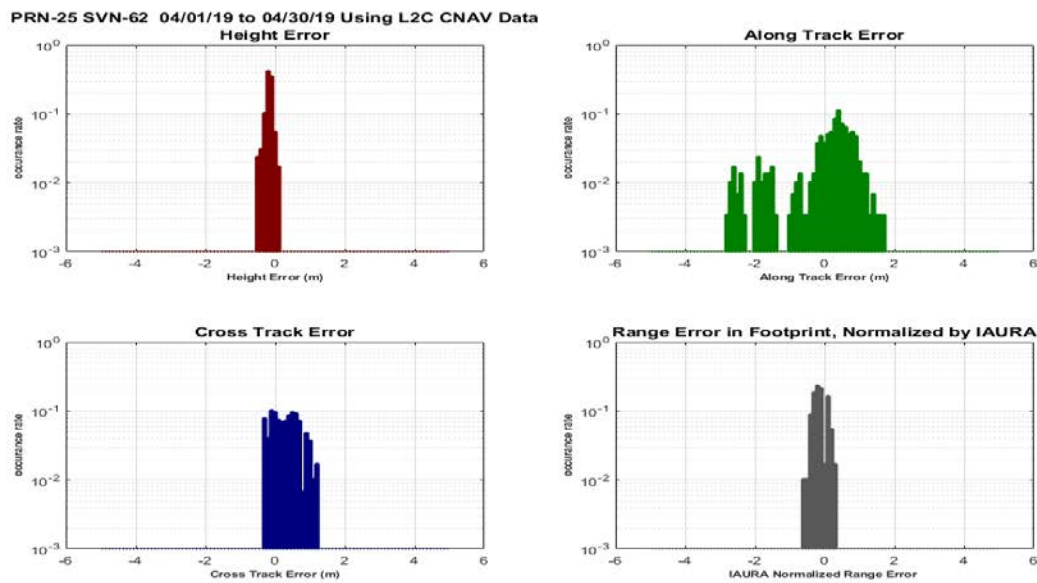 PRN-25 SVN-62 04/01/19 to 04/30/19 Using L2C CNAV Data
Height Error
10^0
10^-1
10^-2
10^-3
occurance rate
-6 -4 -2 0 2 4 6
Height Error (m)
Along Track Error
10^0
10^-1
10^-2
10^-3
occurance rate
-6 -4 -2 0 2 4 6
Along Track Error (m)
Cross Track Error
10^0
10^-1
10^-2
10^-3
occurance rate
-6 -4 -2 0 2 4 6
Cross Track Error (m)
Range Error in Footprint, Normalized by IAURA
10^0
10^-1
10^-2
10^-3
occurance rate
-6 -4 -2 0 2 4 6
IAURA Normalized Range Error